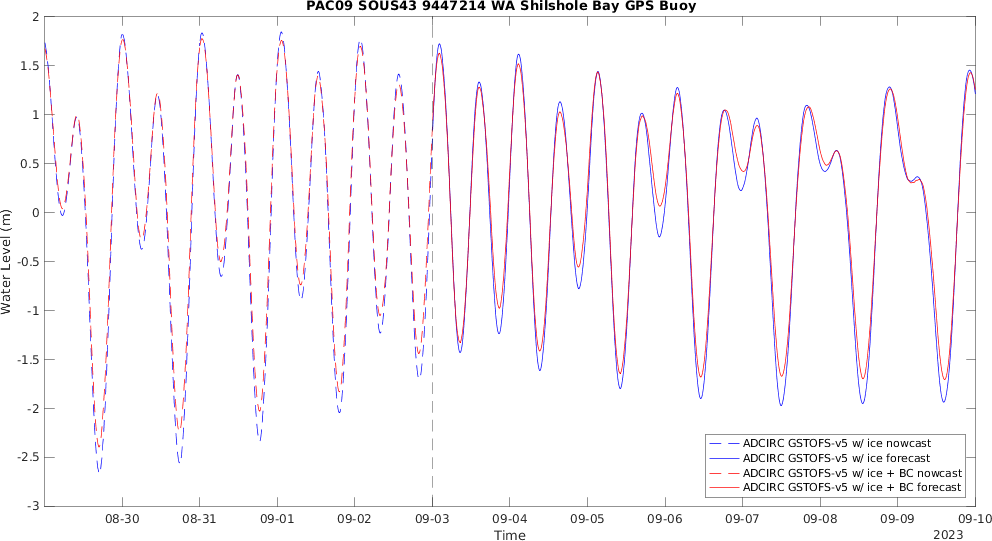 PAC09 SOUS43 9447214 WA Shilshole Bay GPS Buoy
Water Level (m)
2
1.5
1
0.5
0
-0.5
-1
-1.5
-2
-2.5
-3
ADCIRC GSTOFS-v5 w/ ice nowcast
ADCIRC GSTOFS-v5 w/ ice forecast
ADCIRC GSTOFS-v5 w/ ice + BC nowcast
ADCIRC GSTOFS-v5 w/ ice + BC forecast
08-30 08-31 09-01 09-02 09-03 09-04 09-05 09-06 09-07 09-08 09-09 09-10
Time
2023